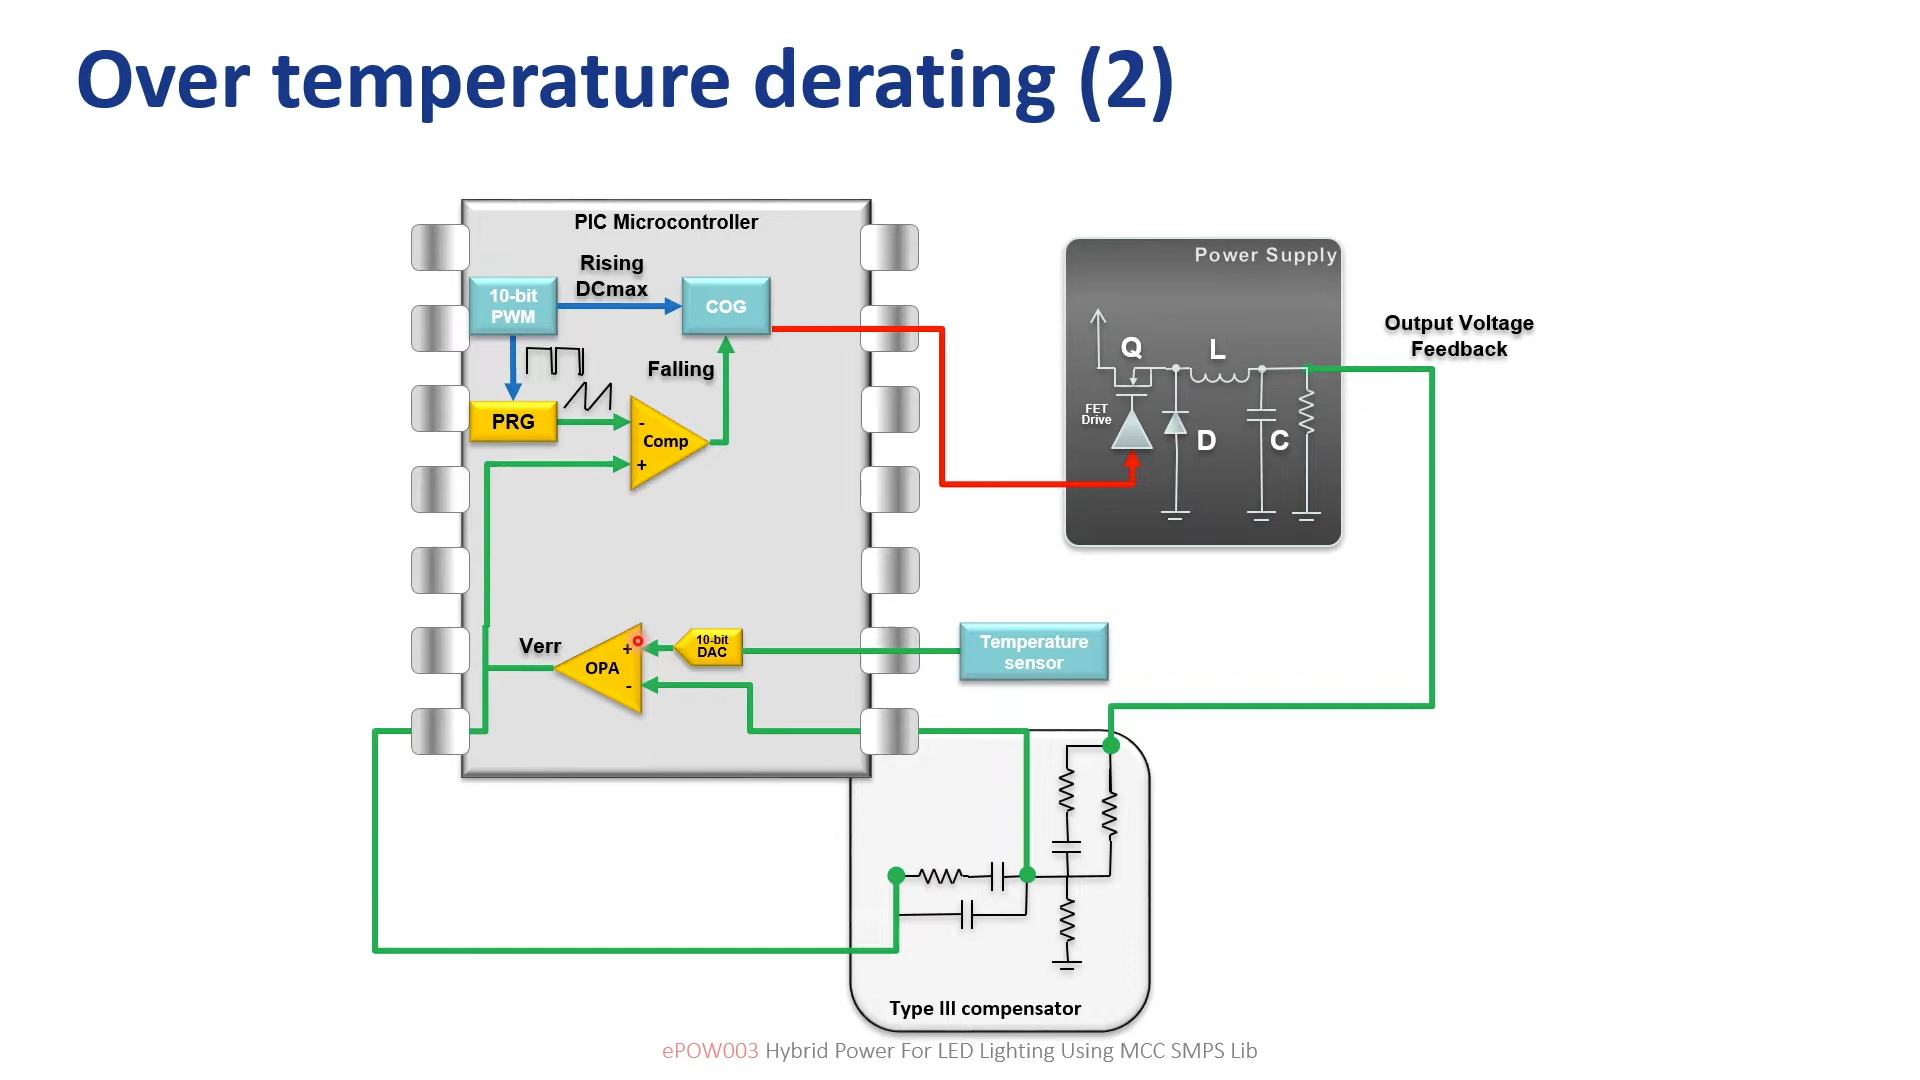 Over temperature derating (2)
PIC Microcontroller
Rising
DCmax
10-bit
PWM
COG
Falling
PRG
-
Comp
+
Verr
OPA
+
-
10-bit
DAC
Temperature
sensor
Power Supply
Q
L
FET
Drive
D
C
Output Voltage
Feedback
Type III compensator
ePOW003 Hybrid Power For LED Lighting Using MCC SMPS Lib